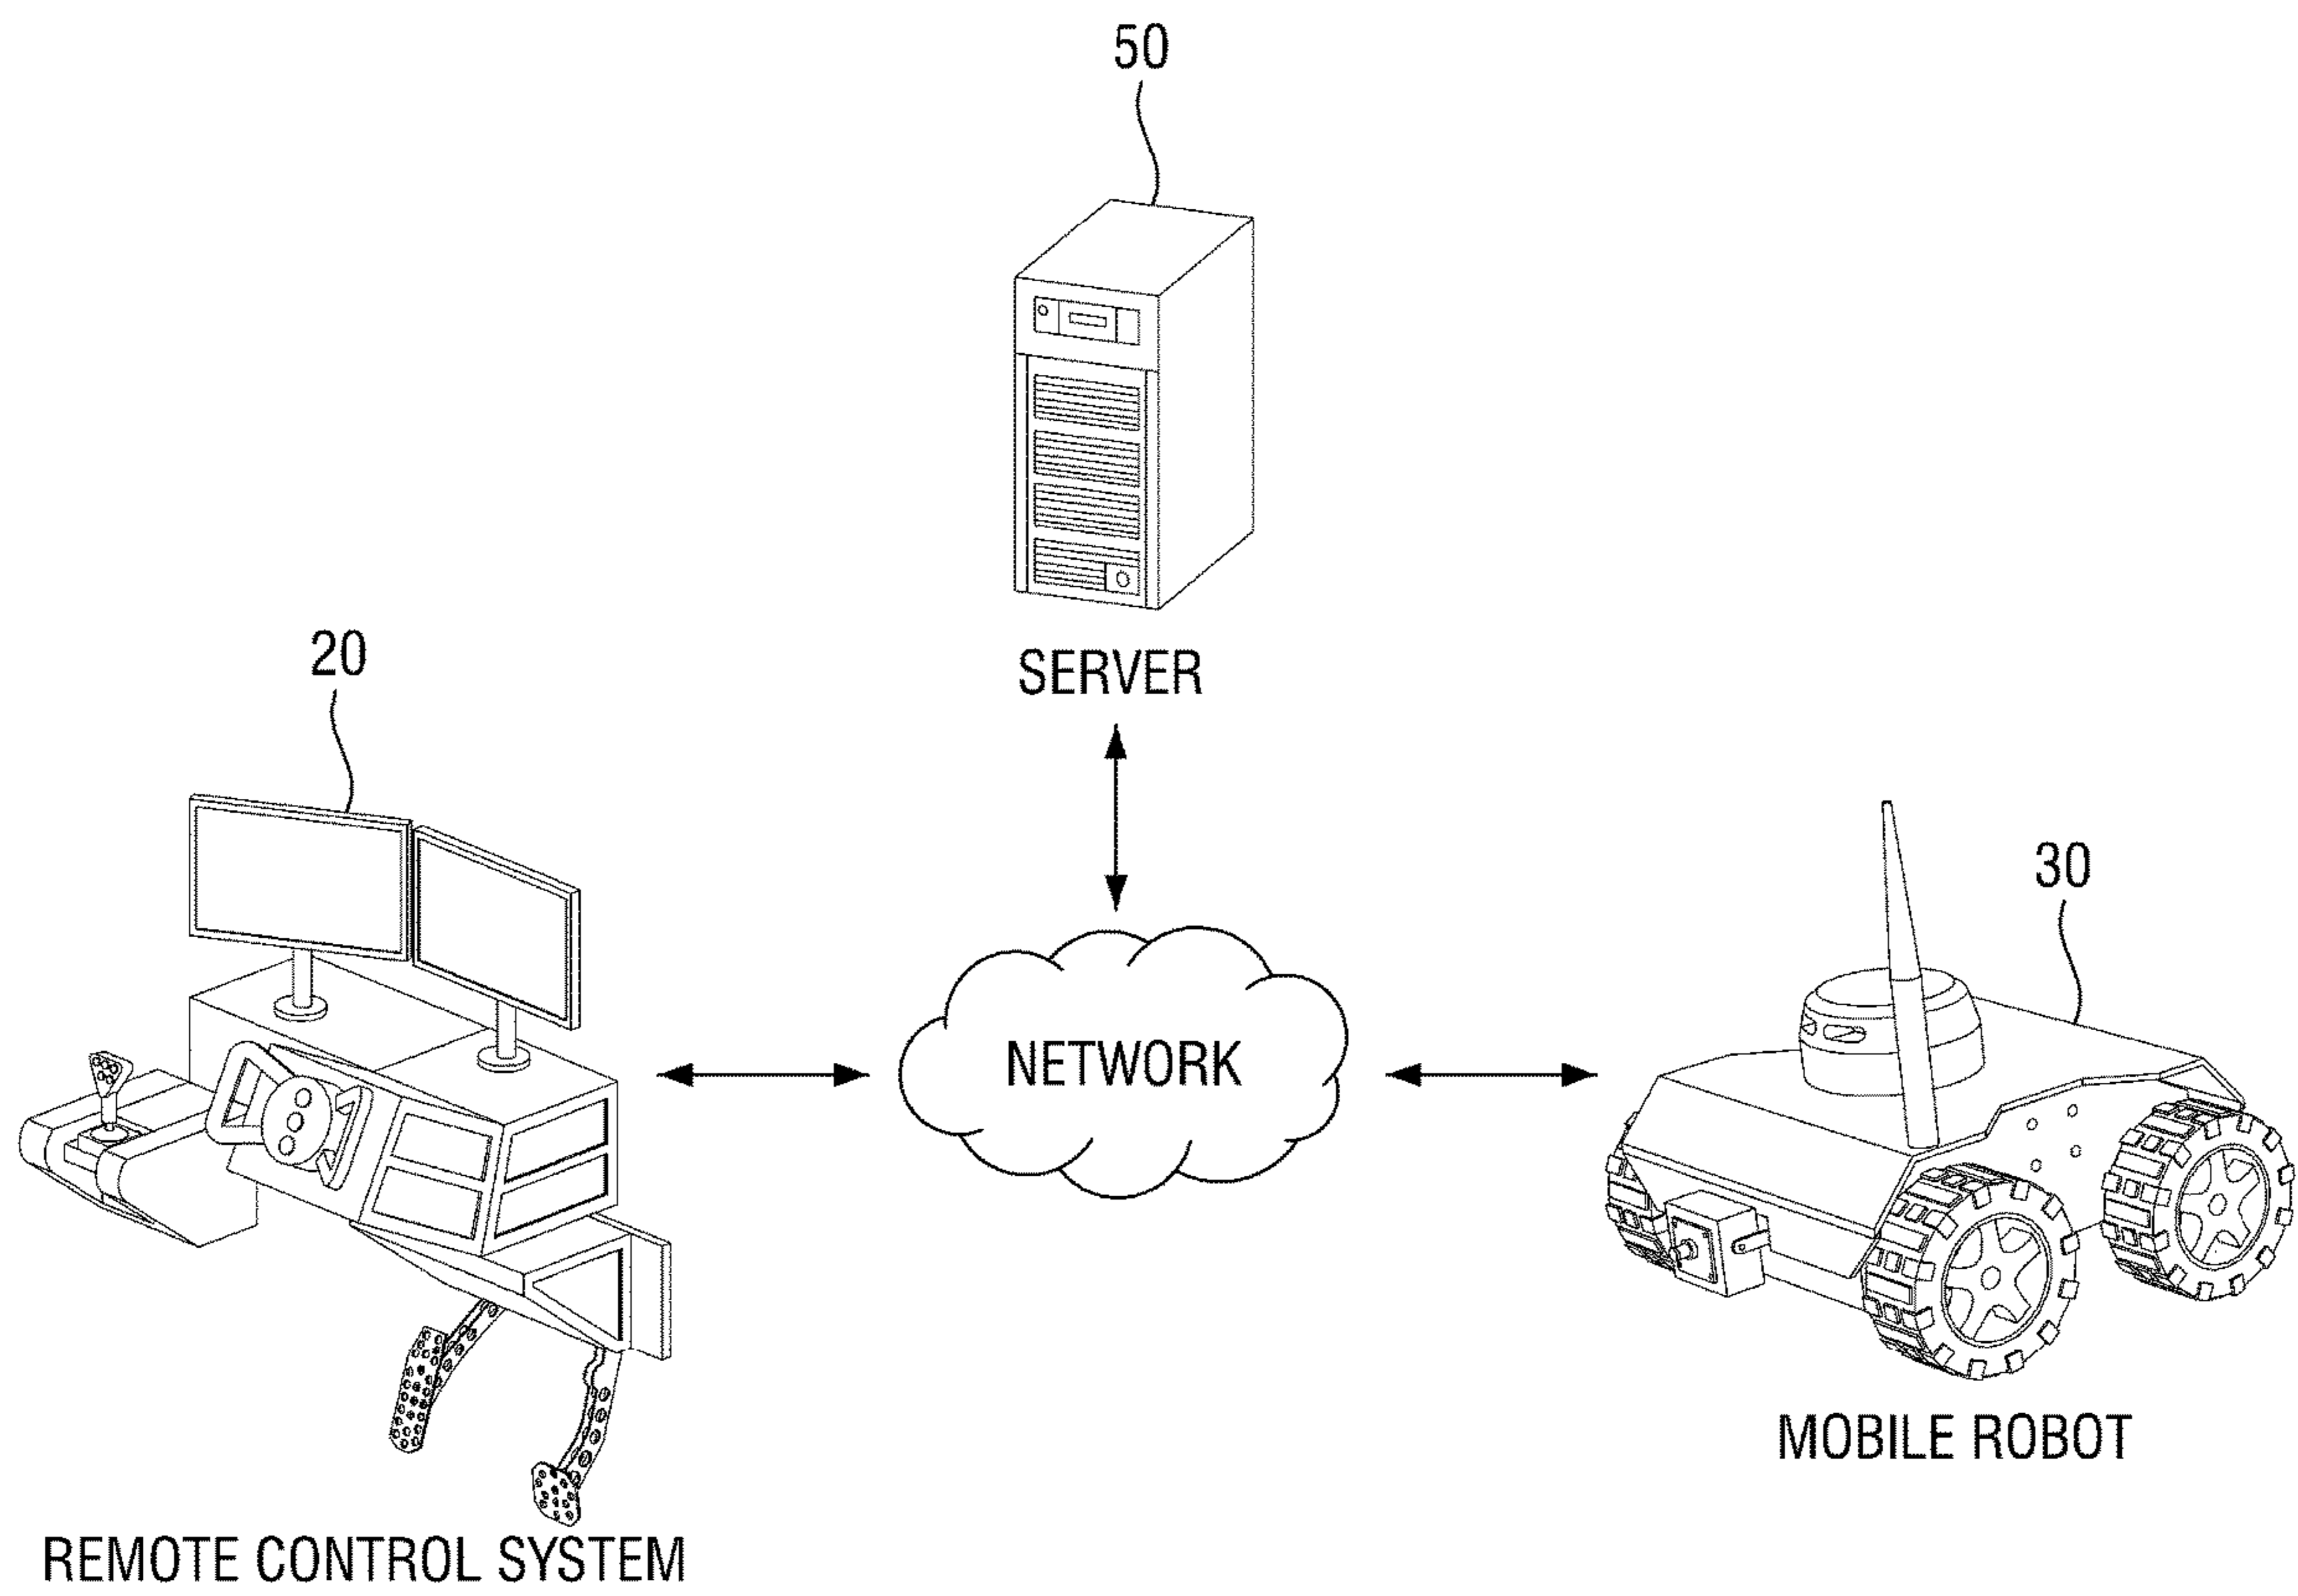 50
SERVER
20
30
NETWORK
MOBILE ROBOT
REMOTE CONTROL SYSTEM